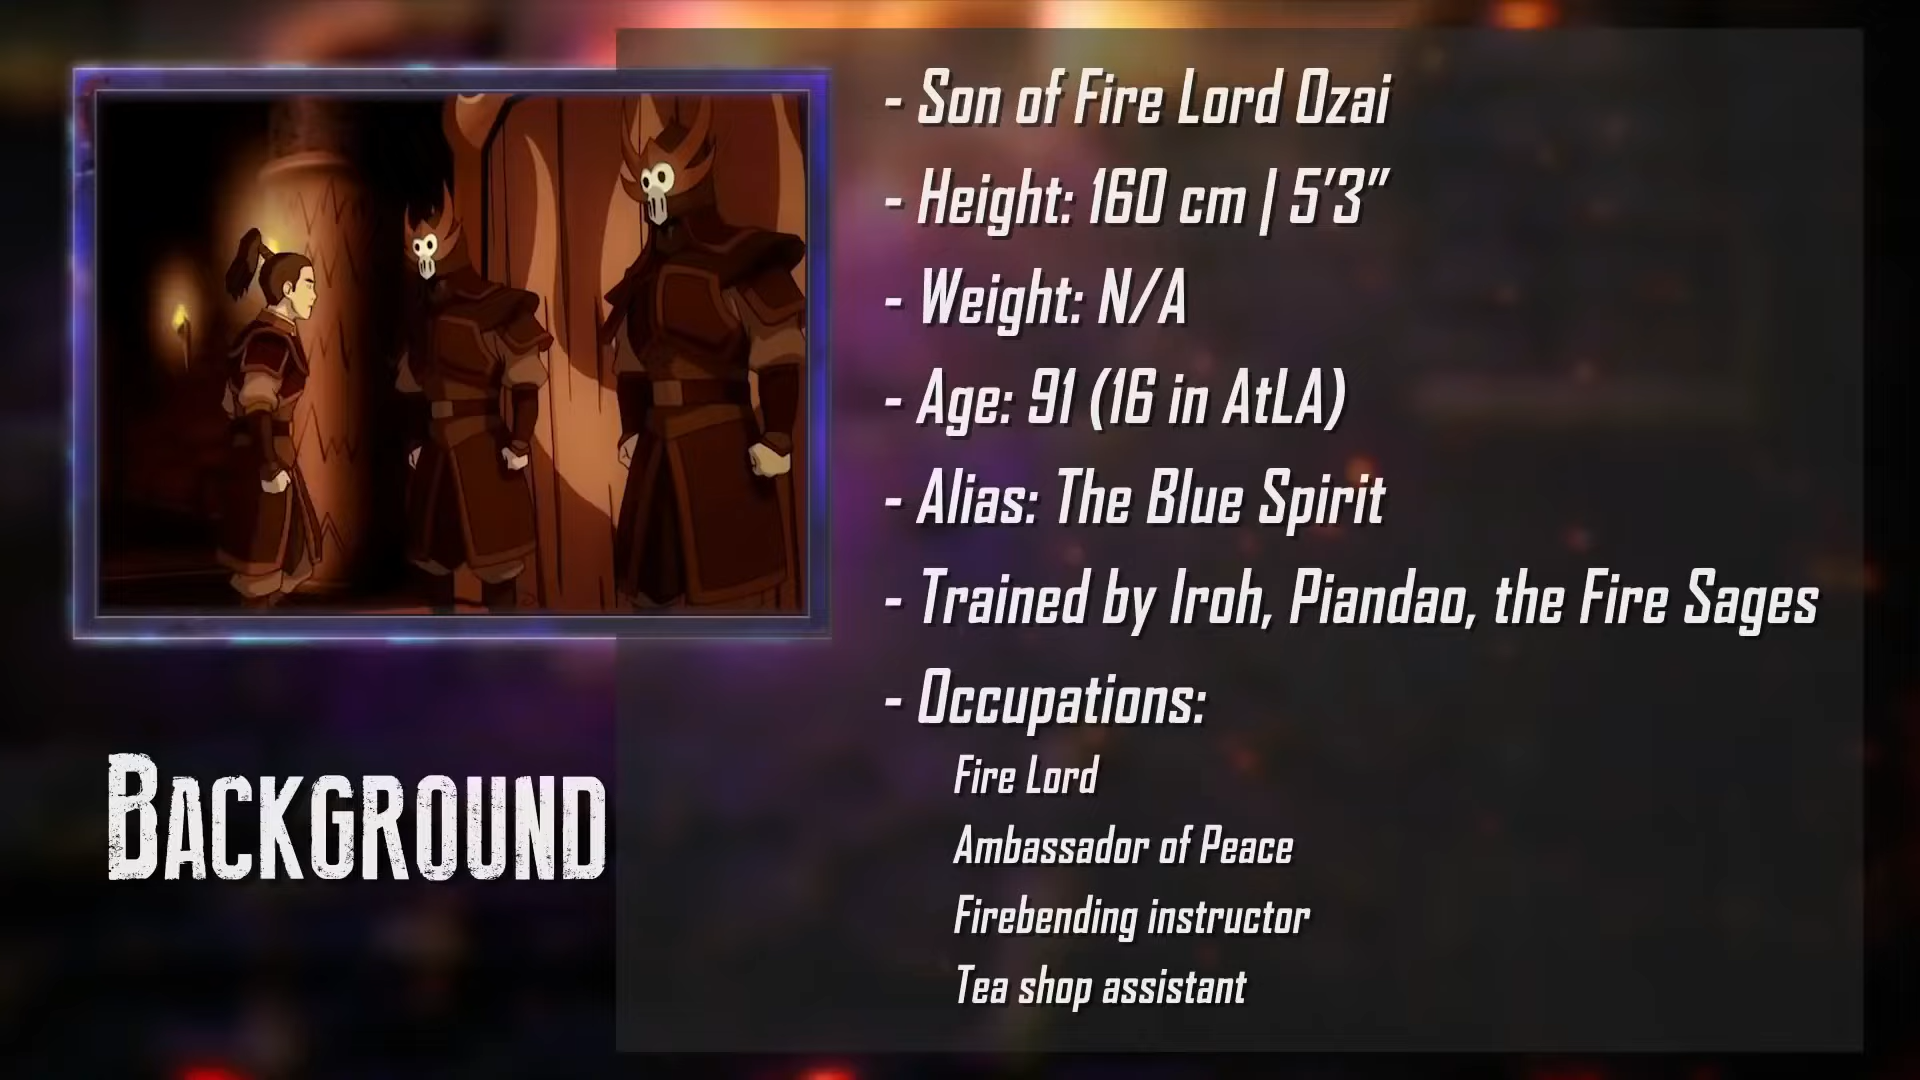 - Son of Fire Lord Ozai
- Height: 160 cm | 5'3"
- Weight: N/A
- Age: 91 (16 in AtLA)
- Alias: The Blue Spirit
- Trained by Iroh, Piandao, the Fire Sages
- Occupations:
Fire Lord
Ambassador of Peace
Firebending instructor
Tea shop assistant
Background